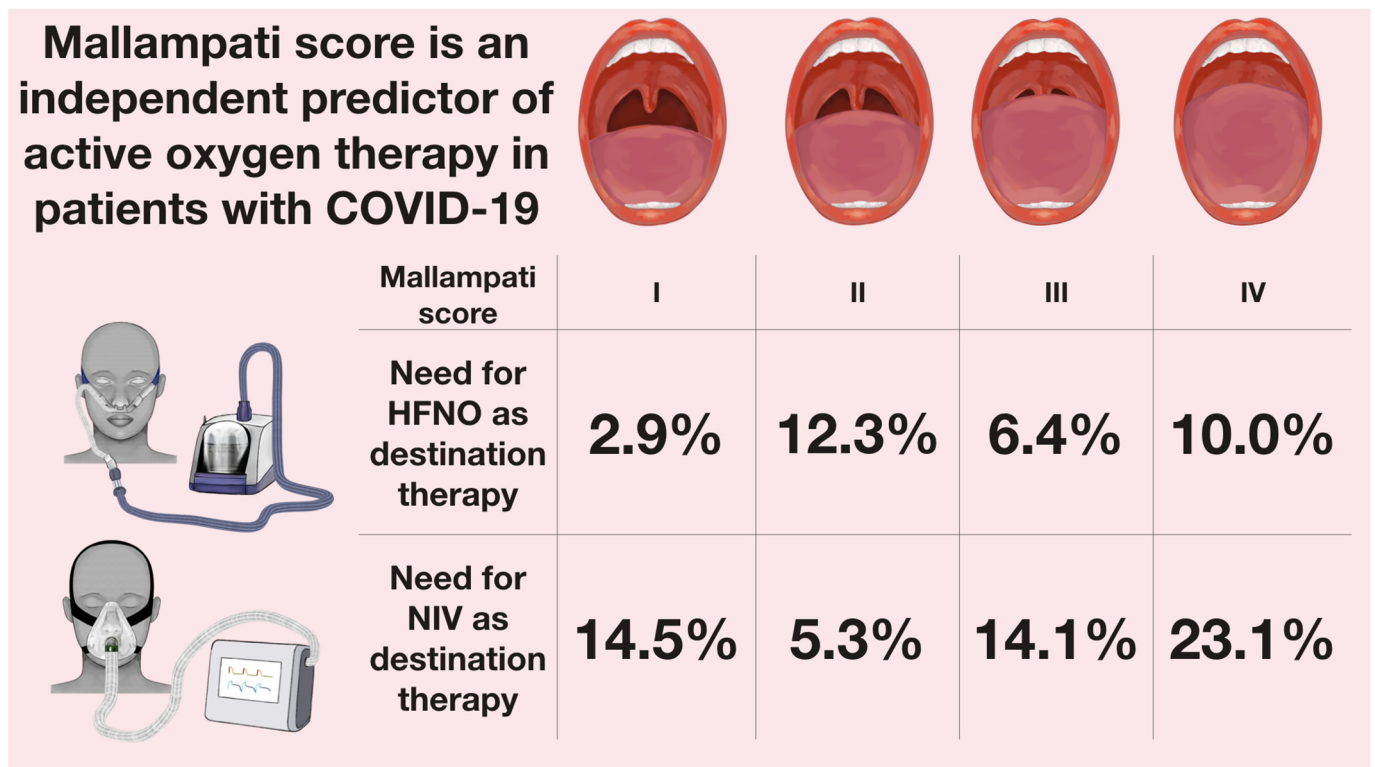 Mallampati score is an
independent predictor of
active oxygen therapy in
patients with COVID-19
Mallampati
score
I
II
III
IV
Need for
HFNO as
destination
therapy
2.9%
12.3%
6.4%
10.0%
Need for
NIV as
destination
therapy
14.5%
5.3%
14.1%
23.1%